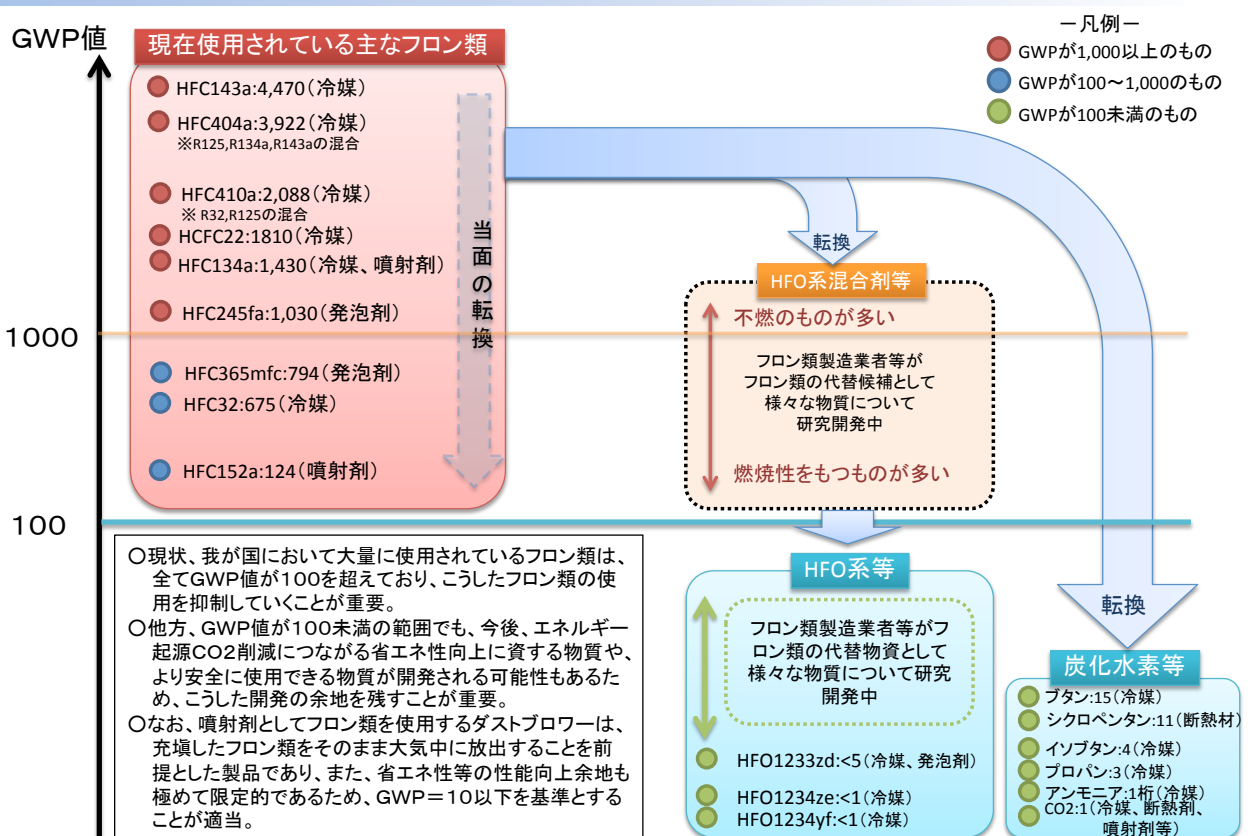 GWP値
現在使用されている主なフロン類
HFC143a:4,470(冷媒)
HFC404a:3,922(冷媒)
※R125,R134a,R143aの混合
HFC410a:2,088(冷媒)
※ R32,R125の混合
HCFC22:1810(冷媒)
HFC134a:1,430(冷媒、噴射剤)
HFC245fa:1,030(発泡剤)
1000
HFC365mfc:794(発泡剤)
HFC32:675(冷媒)
HFC152a:124(噴射剤)
100
当面の転換
-凡例-
GWPが1,000以上のもの
GWPが100~1,000のもの
GWPが100未満のもの
転換
HFO系混合剤等
不燃のものが多い
フロン類製造業者等が
フロン類の代替候補として
様々な物質について
研究開発中
燃焼性をもつものが多い
○現状、我が国において大量に使用されているフロン類は、
全てGWP値が100を超えており、こうしたフロン類の使
用を抑制していくことが重要。
○他方、GWP値が100未満の範囲でも、今後、エネルギー
起源CO2削減につながる省エネ性向上に資する物質や、
より安全に使用できる物質が開発される可能性もあるた
め、こうした開発の余地を残すことが重要。
○なお、噴射剤としてフロン類を使用するダストブロワーは、
充塡したフロン類をそのまま大気中に放出することを前
提とした製品であり、また、省エネ性等の性能向上余地も
極めて限定的であるため、GWP=10以下を基準とする
ことが適当。
HFO系等
フロン類製造業者等がフ
ロン類の代替物資として
様々な物質について研究
開発中
HFO1233zd:<5(冷媒、発泡剤)
HFO1234ze:<1(冷媒)
HFO1234yf:<1(冷媒)
転換
炭化水素等
ブタン:15(冷媒)
シクロペンタン:11(断熱材)
イソブタン:4(冷媒)
プロパン:3(冷媒)
アンモニア:1桁(冷媒)
CO2:1(冷媒、断熱剤、
噴射剤等)